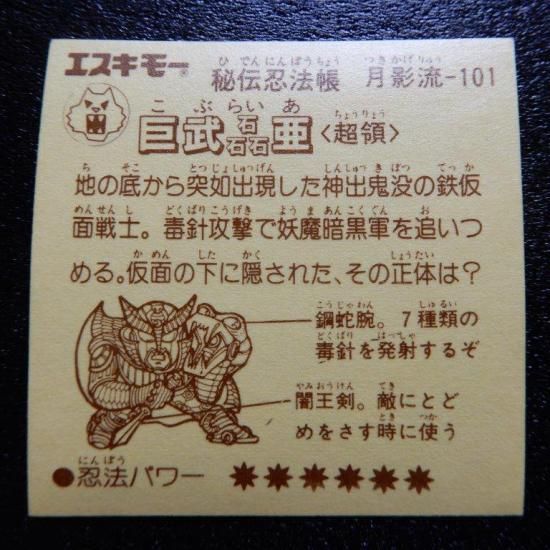 エスキモー®
ひでんにんぽうちょう つきかげりゅう
秘伝忍法帳 月影流-101
こぶらいあ ちょうりょう
巨武磊亜〈超領〉
ち そこ とつじょしゅつげん しんしゅつきぼつ てっか
地の底から突如出現した神出鬼没の鉄仮
めんせんし どくばりこうげき ようまあんこくぐん お
面戦士。毒針攻撃で妖魔暗黒軍を追いつ
かめん した かく しょうたい
める。仮面の下に隠された、その正体は?
こうじゃわん しゅるい
鋼蛇腕。7種類の
どくばり はっしゃ
毒針を発射するぞ
やみおうけん てき
闇王剣。敵にとど
とき つか
めをさす時に使う
にんぽう
●忍法パワー ✷✷✷✷✷✷